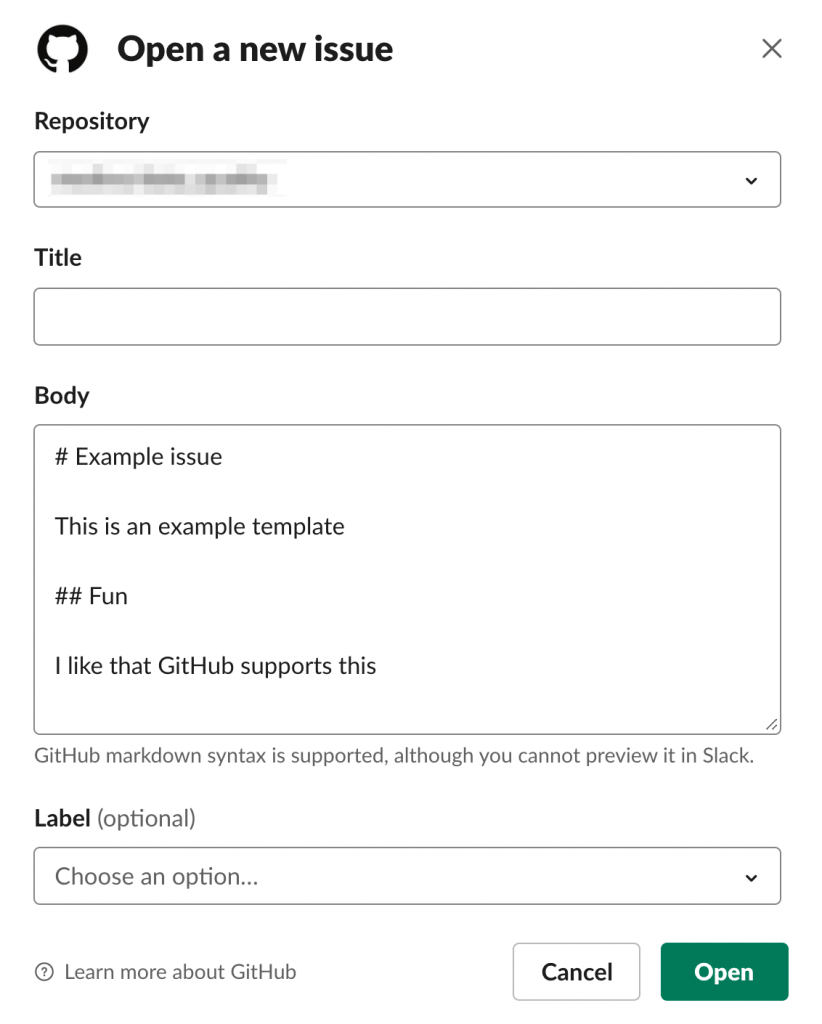 Open a new issue
Repository
Title
Body
# Example issue
This is an example template
## Fun
I like that GitHub supports this
GitHub markdown syntax is supported, although you cannot preview it in Slack.
Label (optional)
Choose an option...
Learn more about GitHub
Cancel
Open